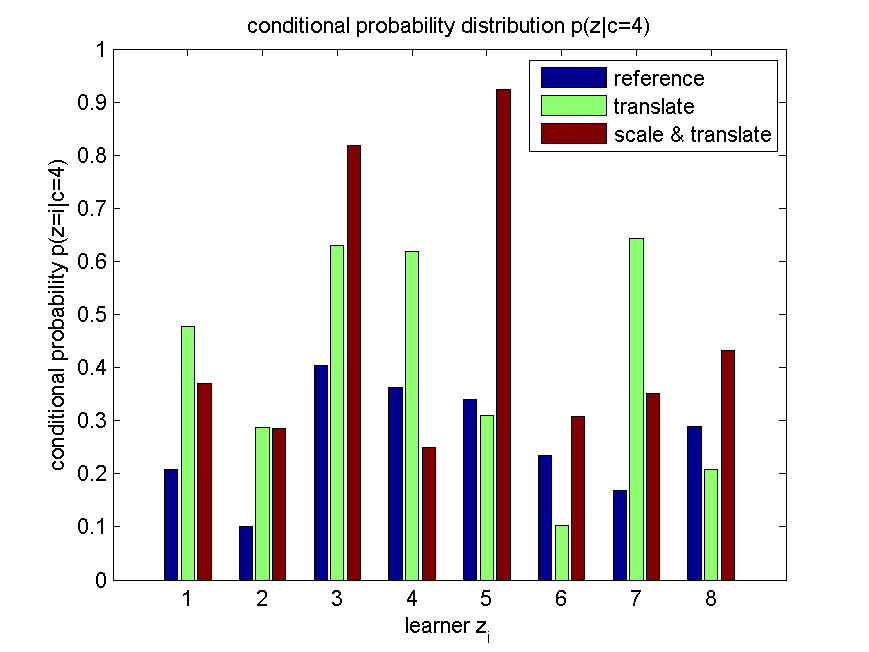 conditional probability distribution p(z|c=4)
1
0.9
0.8
0.7
0.6
0.5
0.4
0.3
0.2
0.1
0
conditional probability p(z=i|c=4)
reference
translate
scale & translate
1 2 3 4 5 6 7 8
learner z_i